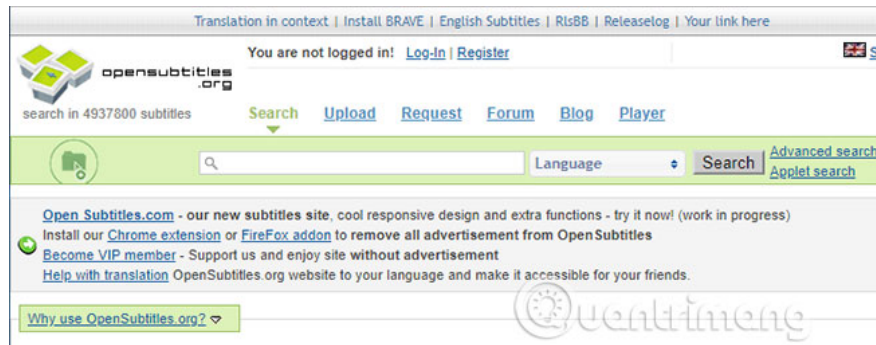 Translation in context | Install BRAVE | English Subtitles | RlsBB | Releaselog | Your link here
You are not logged in! Log-In | Register
opensubtitles
.org
search in 4937800 subtitles
Search Upload Request Forum Blog Player
Language Search Advanced search
Applet search
Open Subtitles.com - our new subtitles site, cool responsive design and extra functions - try it now! (work in progress)
Install our Chrome extension or FireFox addon to remove all advertisement from OpenSubtitles
Become VIP member - Support us and enjoy site without advertisement
Help with translation OpenSubtitles.org website to your language and make it accessible for your friends.
Why use OpenSubtitles.org?
Quantrimang